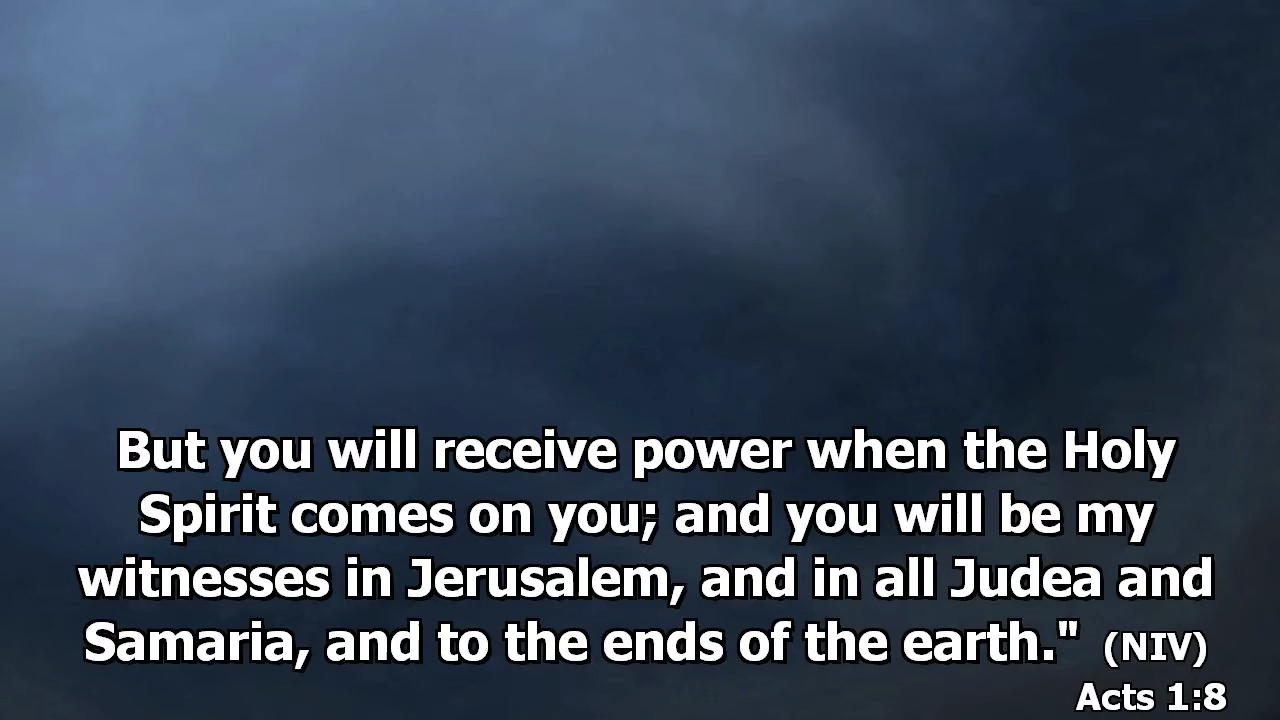 But you will receive power when the Holy
Spirit comes on you; and you will be my
witnesses in Jerusalem, and in all Judea and
Samaria, and to the ends of the earth." (NIV)
Acts 1:8